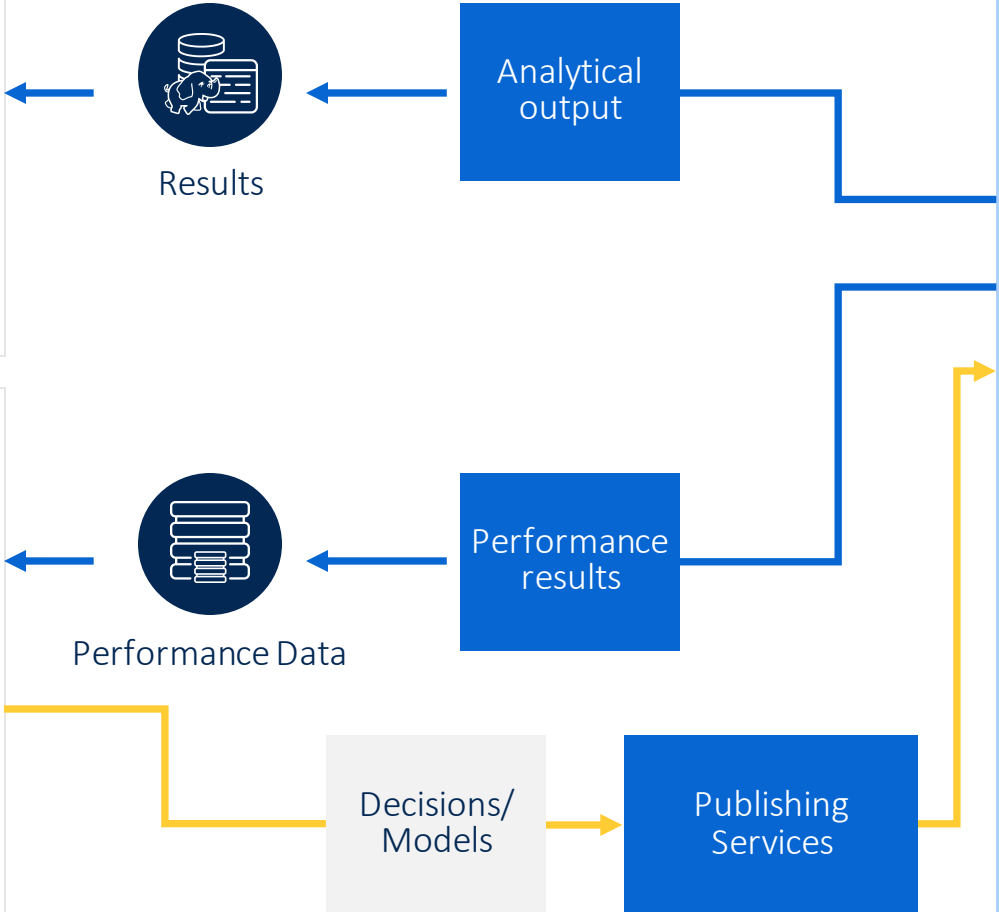 Analytical
output
Results
Performance
results
Performance Data
Decisions/
Models
Publishing
Services